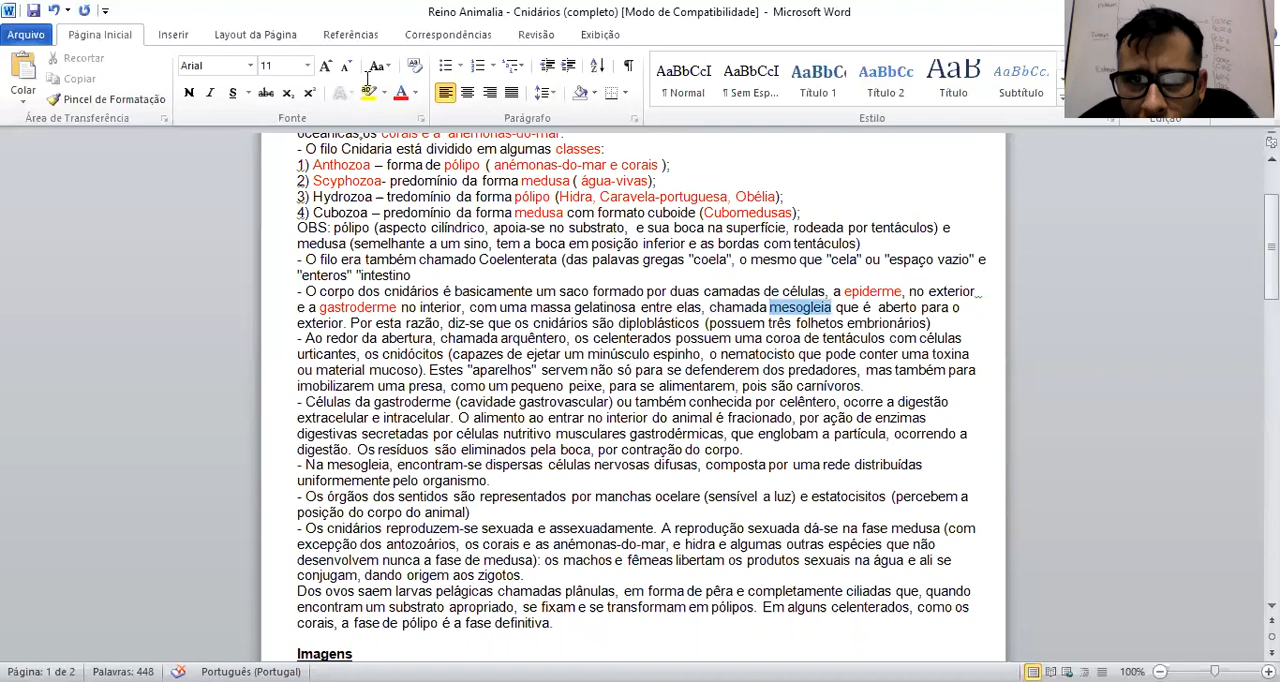 Reino Animalia - Cnidários (completo) [Modo de Compatibilidade] - Microsoft Word
Arquivo Página Inicial Inserir Layout da Página Referências Correspondências Revisão Exibição
Colar
Recortar
Copiar
Pincel de Formatação
Área de Transferência
Arial 11
Aa
N I S abc x₂ x²
A ab A
Fonte
Parágrafo
AaBbCcI AaBbCcI AaBbCc AaBbCc AaB AaBbCcI
¶ Normal ¶ Sem Esp... Título 1 Título 2 Título Subtítulo
Estilo
oceânicas,os corais e a anémonas-do-mar.
- O filo Cnidaria está dividido em algumas classes:
1) Anthozoa – forma de pólipo ( anémonas-do-mar e corais );
2) Scyphozoa- predomínio da forma medusa ( água-vivas);
3) Hydrozoa – tredomínio da forma pólipo (Hidra, Caravela-portuguesa, Obélia);
4) Cubozoa – predomínio da forma medusa com formato cuboide (Cubomedusas);
OBS: pólipo (aspecto cilíndrico, apoia-se no substrato, e sua boca na superfície, rodeada por tentáculos) e
medusa (semelhante a um sino, tem a boca em posição inferior e as bordas com tentáculos)
- O filo era também chamado Coelenterata (das palavas gregas "coela", o mesmo que "cela" ou "espaço vazio" e
"enteros" "intestino
- O corpo dos cnidários é basicamente um saco formado por duas camadas de células, a epiderme, no exterior
e a gastroderme no interior, com uma massa gelatinosa entre elas, chamada mesogleia que é aberto para o
exterior. Por esta razão, diz-se que os cnidários são diploblásticos (possuem três folhetos embrionários)
- Ao redor da abertura, chamada arquêntero, os celenterados possuem uma coroa de tentáculos com células
urticantes, os cnidócitos (capazes de ejetar um minúsculo espinho, o nematocisto que pode conter uma toxina
ou material mucoso). Estes "aparelhos" servem não só para se defenderem dos predadores, mas também para
imobilizarem uma presa, como um pequeno peixe, para se alimentarem, pois são carnívoros.
- Células da gastroderme (cavidade gastrovascular) ou também conhecida por celêntero, ocorre a digestão
extracelular e intracelular. O alimento ao entrar no interior do animal é fracionado, por ação de enzimas
digestivas secretadas por células nutritivo musculares gastrodérmicas, que englobam a partícula, ocorrendo a
digestão. Os resíduos são eliminados pela boca, por contração do corpo.
- Na mesogleia, encontram-se dispersas células nervosas difusas, composta por uma rede distribuídas
uniformemente pelo organismo.
- Os órgãos dos sentidos são representados por manchas ocelare (sensível a luz) e estatocisitos (percebem a
posição do corpo do animal)
- Os cnidários reproduzem-se sexuada e assexuadamente. A reprodução sexuada dá-se na fase medusa (com
excepção dos antozoários, os corais e as anémonas-do-mar, e hidra e algumas outras espécies que não
desenvolvem nunca a fase de medusa): os machos e fêmeas libertam os produtos sexuais na água e ali se
conjugam, dando origem aos zigotos.
Dos ovos saem larvas pelágicas chamadas plânulas, em forma de pêra e completamente ciliadas que, quando
encontram um substrato apropriado, se fixam e se transformam em pólipos. Em alguns celenterados, como os
corais, a fase de pólipo é a fase definitiva.
Imagens
Página: 1 de 2 Palavras: 448 Português (Portugal) 100%